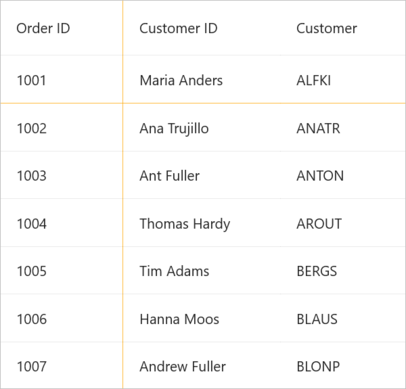 Order ID Customer ID Customer
1001 Maria Anders ALFKI
1002 Ana Trujillo ANATR
1003 Ant Fuller ANTON
1004 Thomas Hardy AROUT
1005 Tim Adams BERGS
1006 Hanna Moos BLAUS
1007 Andrew Fuller BLONP